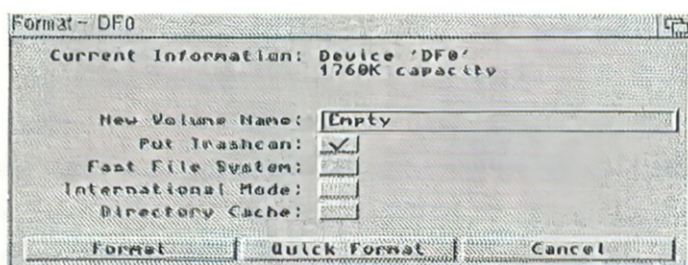 Format - DF0
Current Information: Device 'DF0'
1760K capacity
New Volume Name: Empty
Put Trashcan:
Fast File System:
International Mode:
Directory Cache:
Format Quick Format Cancel